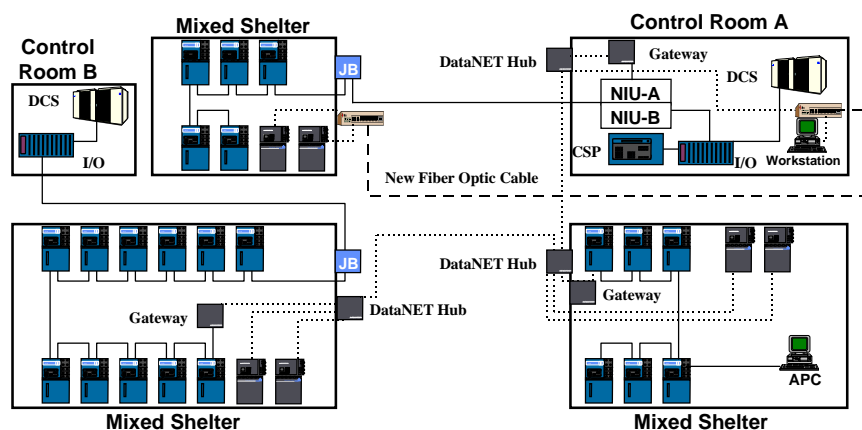 Mixed Shelter
Control Room A
Control
Room B
DCS
I/O
JB
DataNET Hub
Gateway
DCS
NIU-A
NIU-B
CSP
I/O
Workstation
New Fiber Optic Cable
JB
DataNET Hub
Gateway
DataNET Hub
Gateway
APC
Mixed Shelter
Mixed Shelter